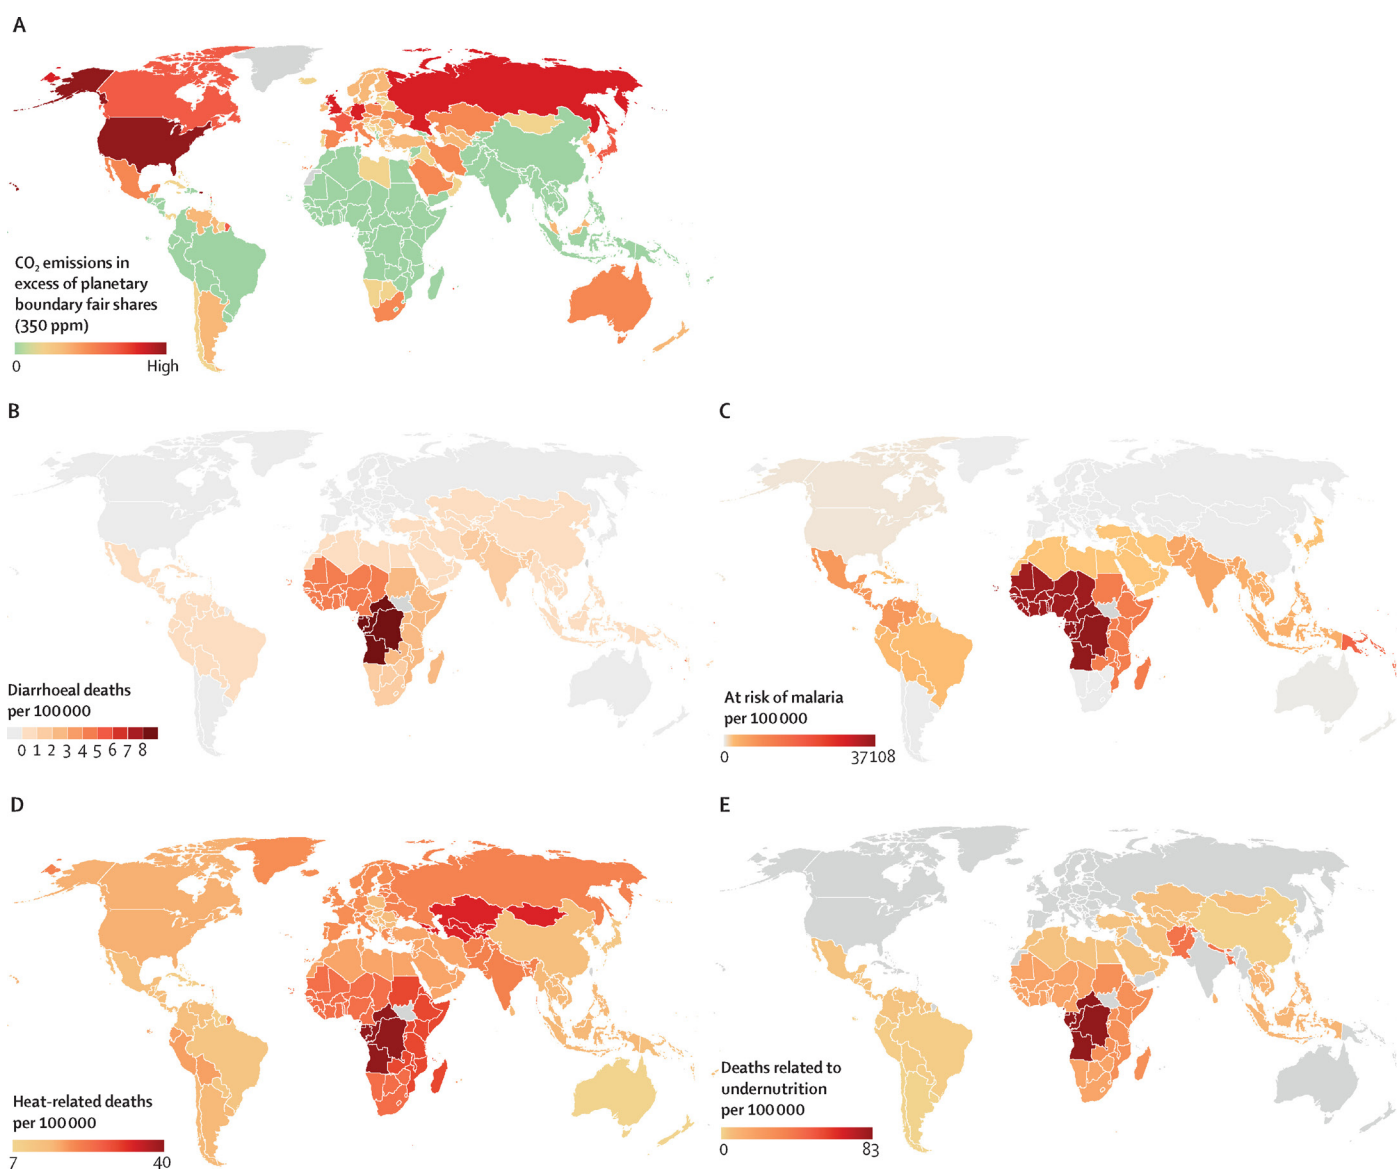 A
CO₂ emissions in
excess of planetary
boundary fair shares
(350 ppm)
0 High
B
Diarrhoeal deaths
per 100 000
0 1 2 3 4 5 6 7 8
C
At risk of malaria
per 100 000
0 37 108
D
Heat-related deaths
per 100 000
7 40
E
Deaths related to
undernutrition
per 100 000
0 83